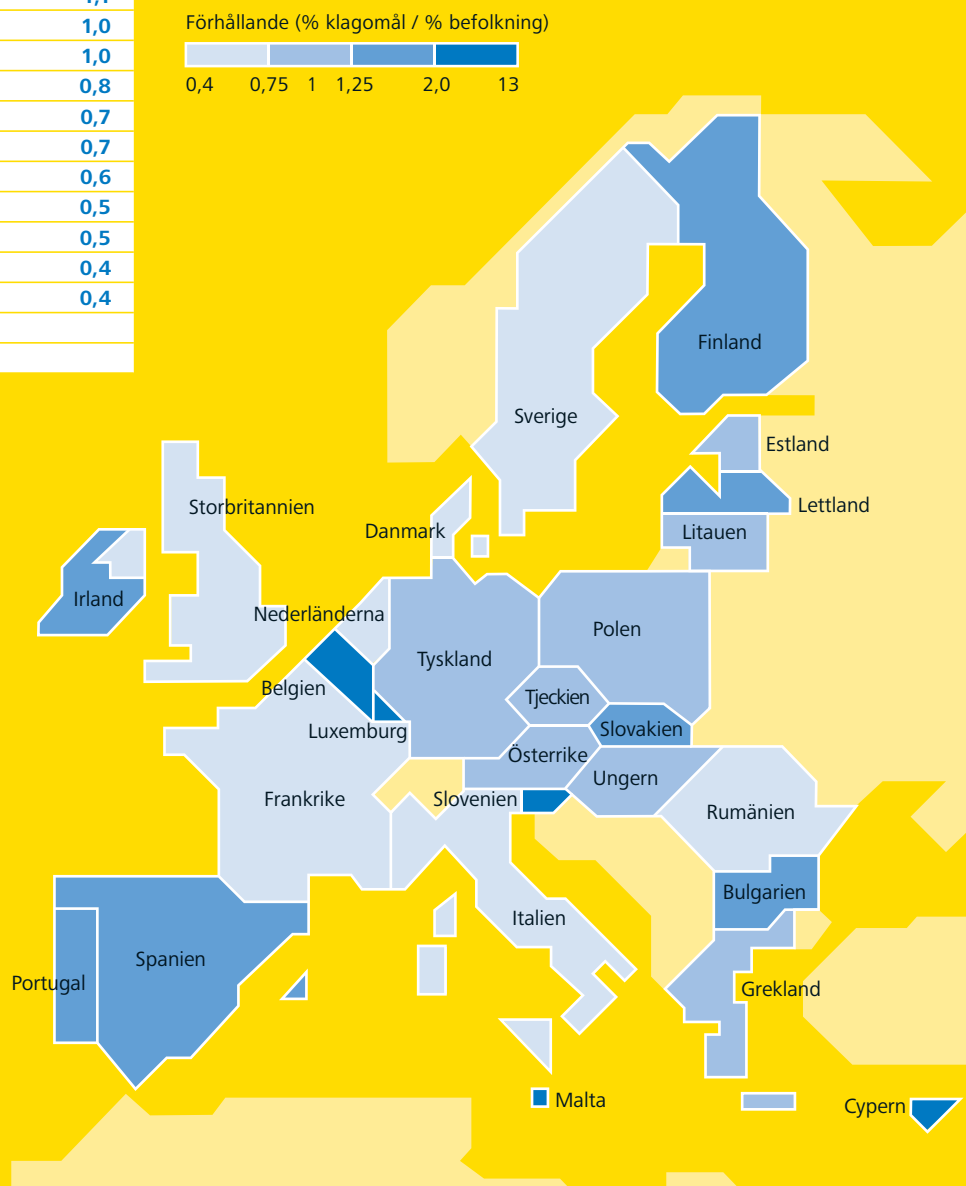 1,1
1,0
1,0
0,8
0,7
0,7
0,6
0,5
0,5
0,4
0,4
Förhållande (% klagomål / % befolkning)
0,4 0,75 1 1,25 2,0 13
Finland
Sverige
Estland
Storbritannien
Lettland
Danmark
Litauen
Irland
Nederländerna
Polen
Tyskland
Belgien
Tjeckien
Luxemburg
Slovakien
Österrike
Ungern
Frankrike
Slovenien
Rumänien
Bulgarien
Italien
Spanien
Portugal
Grekland
Malta
Cypern